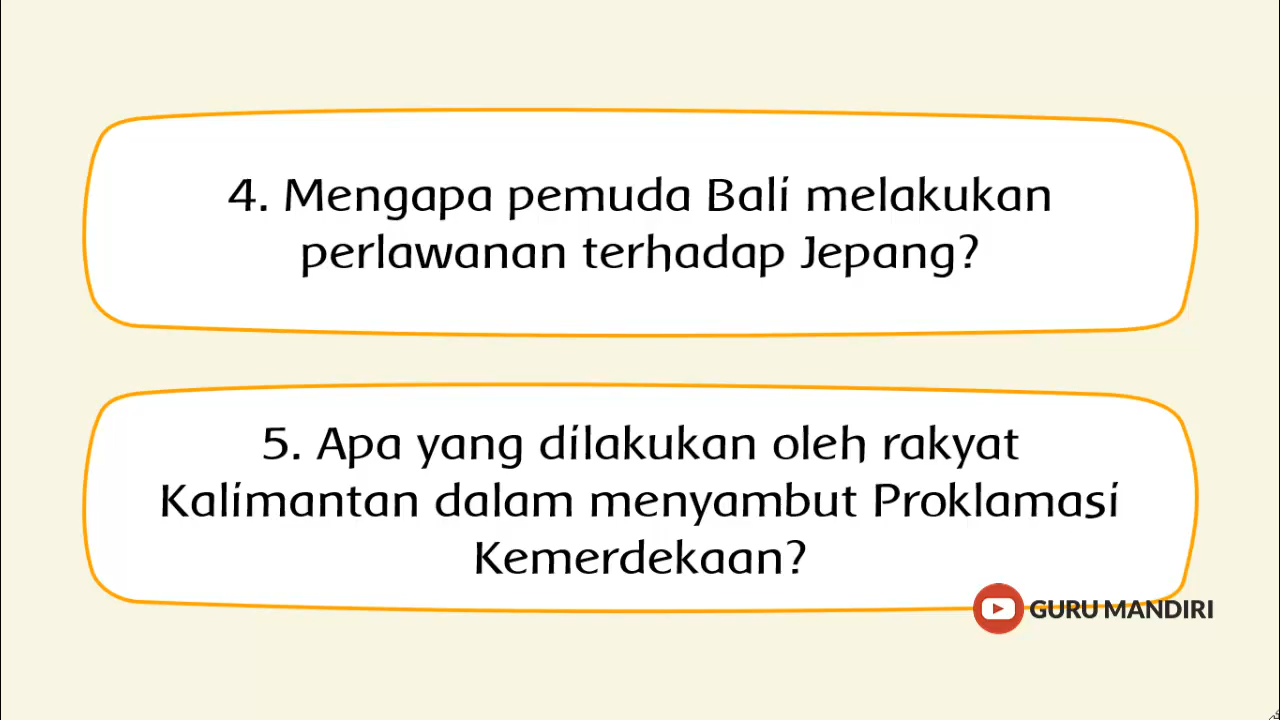 4. Mengapa pemuda Bali melakukan
perlawanan terhadap Jepang?
5. Apa yang dilakukan oleh rakyat
Kalimantan dalam menyambut Proklamasi
Kemerdekaan?
GURU MANDIRI